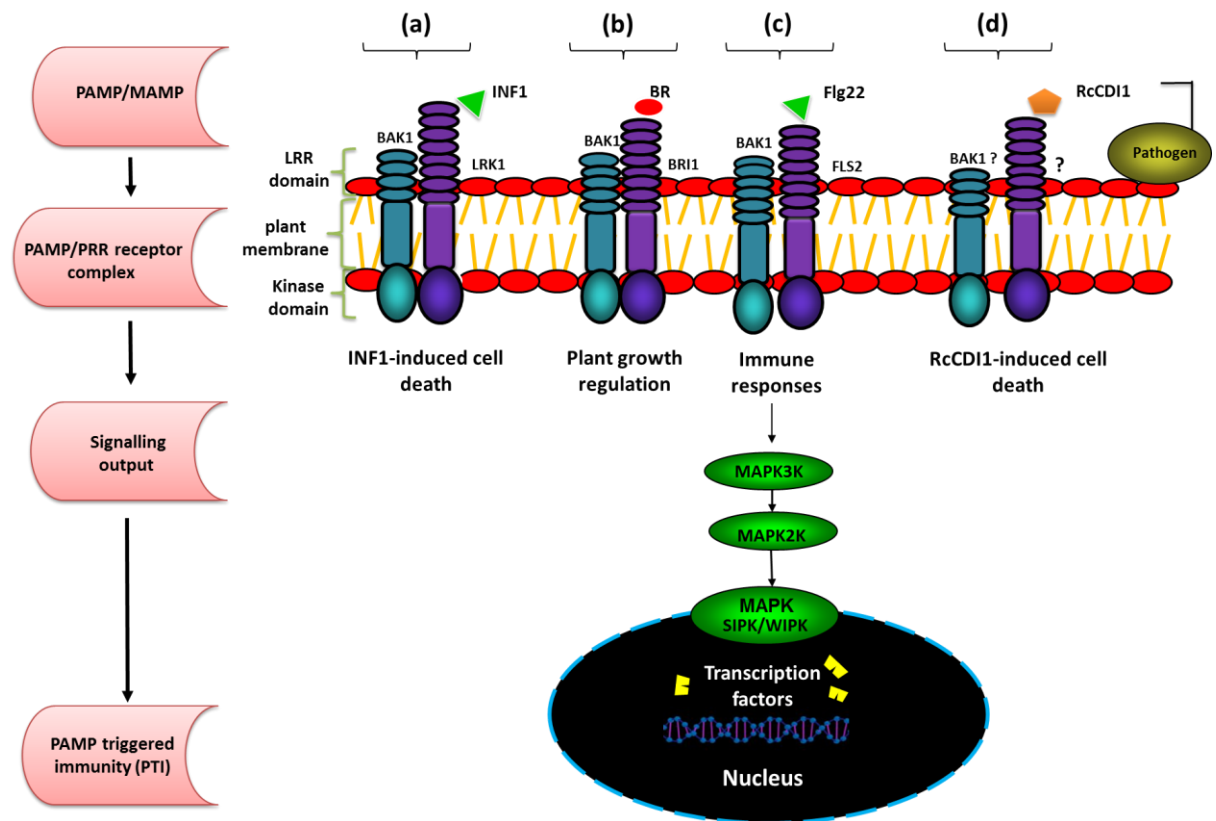 (a)
(b)
(c)
(d)
PAMP/MAMP
INF1
BR
Flg22
RcCDI1
BAK1
BAK1
BAK1
BAK1 ?
Pathogen
LRR
domain
LRK1
BRI1
FLS2
?
plant
membrane
PAMP/PRR receptor
complex
Kinase
domain
INF1-induced cell
death
Plant growth
regulation
Immune
responses
RcCDI1-induced cell
death
Signalling
output
MAPK3K
MAPK2K
MAPK
SIPK/WIPK
Transcription
factors
PAMP triggered
immunity (PTI)
Nucleus